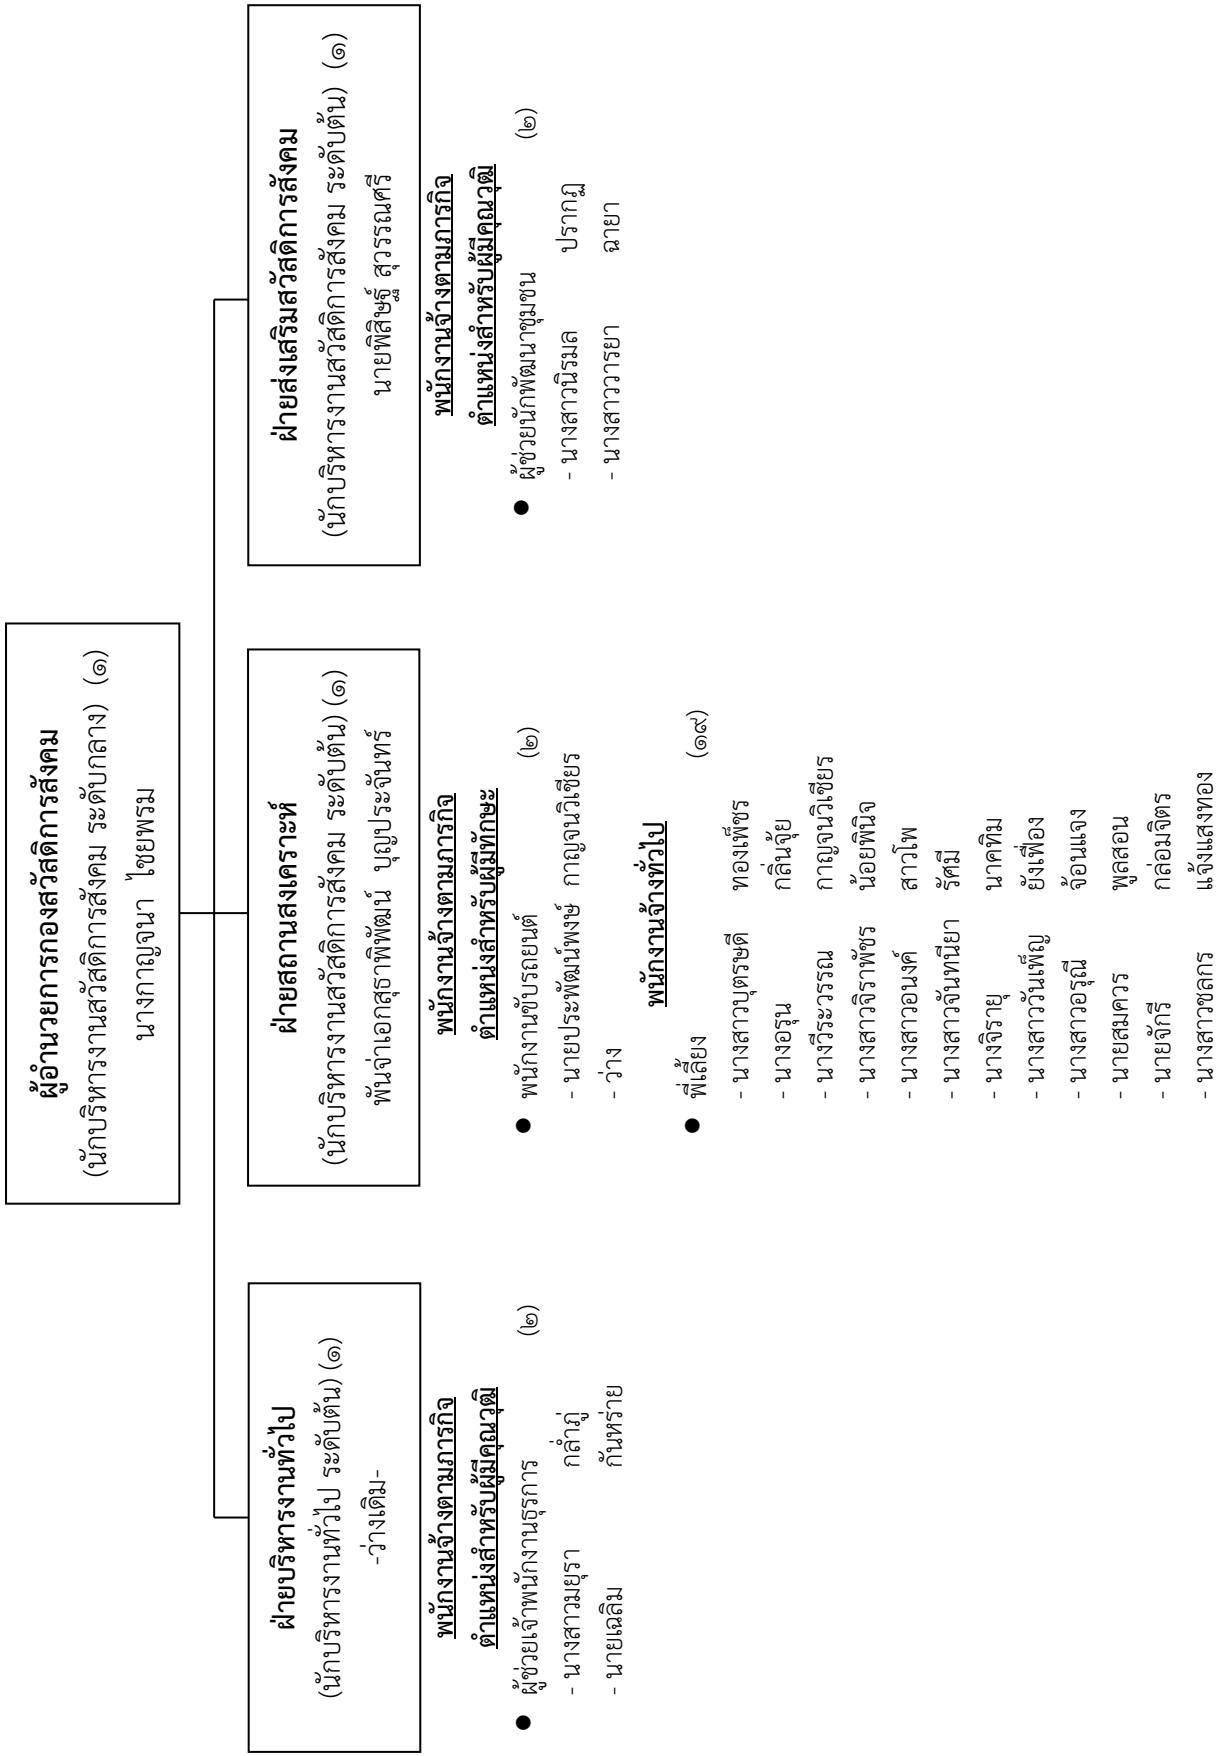 ผู้อำนวยการกองสวัสดิการสังคม
(นักบริหารงานสวัสดิการสังคม ระดับกลาง) (๑)
นางกาญจนา ไชยพรม
ฝ่ายบริหารงานทั่วไป
(นักบริหารงานทั่วไป ระดับต้น) (๑)
-ว่างเดิม-
พนักงานจ้างตามภารกิจ
ตำแหน่งสำหรับผู้มีคุณวุฒิ
● ผู้ช่วยเจ้าพนักงานธุรการ (๒)
- นางสาวมยุรา กล่ำภู่
- นายเฉลิม กันหร่าย
ฝ่ายสถานสงเคราะห์
(นักบริหารงานสวัสดิการสังคม ระดับต้น) (๑)
พันจ่าเอกสุธาพิพัฒน์ บุญประจันทร์
พนักงานจ้างตามภารกิจ
ตำแหน่งสำหรับผู้มีทักษะ
● พนักงานขับรถยนต์ (๒)
- นายประพัฒน์พงษ์ กาญจนวิเชียร
- ว่าง
พนักงานจ้างทั่วไป
● พี่เลี้ยง (๑๙)
- นางสาวบุตรษดี ทองเพ็ชร
- นางอรุน กลิ่นจุ้ย
- นางวีระวรรณ กาญจนวิเชียร
- นางสาวจิราพัชร น้อยพินิจ
- นางสาวอนงค์ สาวโพ
- นางสาวจันทนียา รัศมี
- นางจิรายุ นาคทิม
- นางสาววันเพ็ญ ยังเฟื่อง
- นางสาวอรุณี จ้อนแจง
- นายสมควร พูลสอน
- นายจักรี กล่อมจิตร
- นางสาวชลกร แจ้งแสงทอง
ฝ่ายส่งเสริมสวัสดิการสังคม
(นักบริหารงานสวัสดิการสังคม ระดับต้น) (๑)
นายพิสิษฐ์ สุวรรณศรี
พนักงานจ้างตามภารกิจ
ตำแหน่งสำหรับผู้มีคุณวุฒิ
● ผู้ช่วยนักพัฒนาชุมชน (๒)
- นางสาวนิรมล ปรากฏ
- นางสาววารยา ฉายา